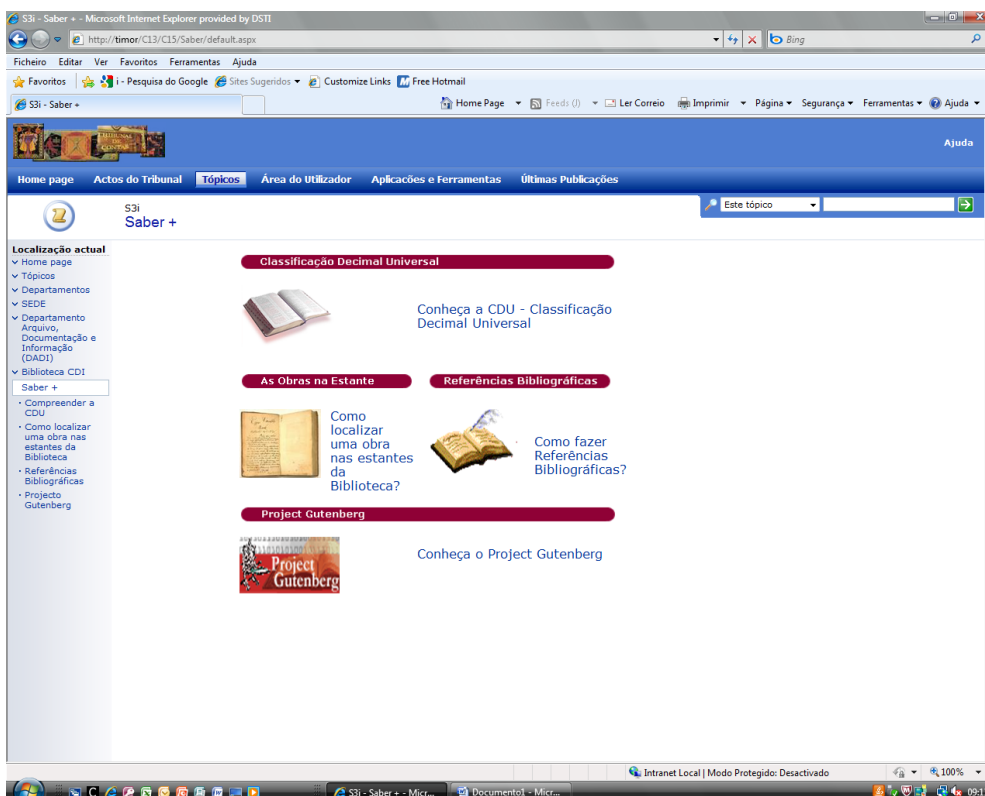 S3i - Saber + - Microsoft Internet Explorer provided by DSTI
http://timor/C13/C15/Saber/default.aspx
Bing
Ficheiro Editar Ver Favoritos Ferramentas Ajuda
Favoritos i - Pesquisa do Google Sites Sugeridos Customize Links Free Hotmail
S3i - Saber +
Home Page Feeds (J) Ler Correio Imprimir Página Segurança Ferramentas Ajuda
TRIBUNAL
DE
CONTAS
Ajuda
Home page Actos do Tribunal Tópicos Área do Utilizador Aplicacões e Ferramentas Últimas Publicações
S3i
Saber +
Este tópico
Localização actual
Home page
Tópicos
Departamentos
SEDE
Departamento
Arquivo,
Documentação e
Informação
(DADI)
Biblioteca CDI
Saber +
Compreender a
CDU
Como localizar
uma obra nas
estantes da
Biblioteca
Referências
Bibliográficas
Projecto
Gutenberg
Classificação Decimal Universal
Conheça a CDU - Classificação
Decimal Universal
As Obras na Estante
Como
localizar
uma obra
nas estantes
da
Biblioteca?
Referências Bibliográficas
Como fazer
Referências
Bibliográficas?
Project Gutenberg
Project
Gutenberg
Conheça o Project Gutenberg
Intranet Local | Modo Protegido: Desactivado
100%
S3i - Saber + - Micr...
Documento1 - Micr...
09:1